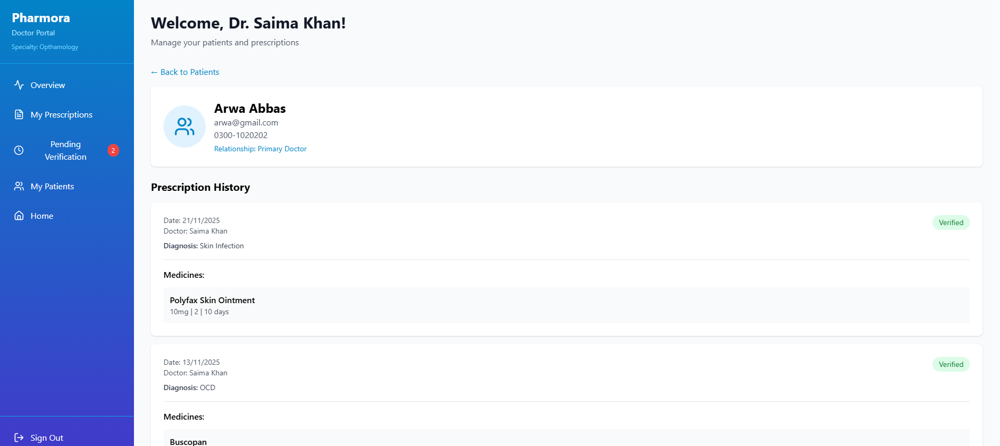 Pharmora
Doctor Portal
Specialty: Opthamology
Overview
My Prescriptions
Pending
Verification
2
My Patients
Home
Sign Out
Welcome, Dr. Saima Khan!
Manage your patients and prescriptions
← Back to Patients
Arwa Abbas
arwa@gmail.com
0300-1020202
Relationship: Primary Doctor
Prescription History
Date: 21/11/2025
Verified
Doctor: Saima Khan
Diagnosis: Skin Infection
Medicines:
Polyfax Skin Ointment
10mg | 2 | 10 days
Date: 13/11/2025
Verified
Doctor: Saima Khan
Diagnosis: OCD
Medicines:
Buscopan